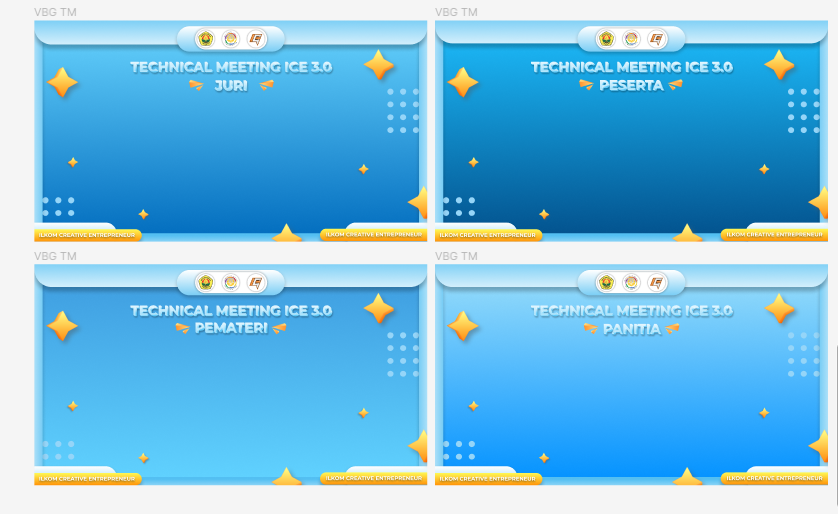 VBG TM
VBG TM
TECHNICAL MEETING ICE 3.0
JURI
ILKOM CREATIVE ENTREPRENEUR
ILKOM CREATIVE ENTREPRENEUR
TECHNICAL MEETING ICE 3.0
PESERTA
ILKOM CREATIVE ENTREPRENEUR
ILKOM CREATIVE ENTREPRENEUR
VBG TM
VBG TM
TECHNICAL MEETING ICE 3.0
PEMATERI
ILKOM CREATIVE ENTREPRENEUR
ILKOM CREATIVE ENTREPRENEUR
TECHNICAL MEETING ICE 3.0
PANITIA
ILKOM CREATIVE ENTREPRENEUR
ILKOM CREATIVE ENTREPRENEUR